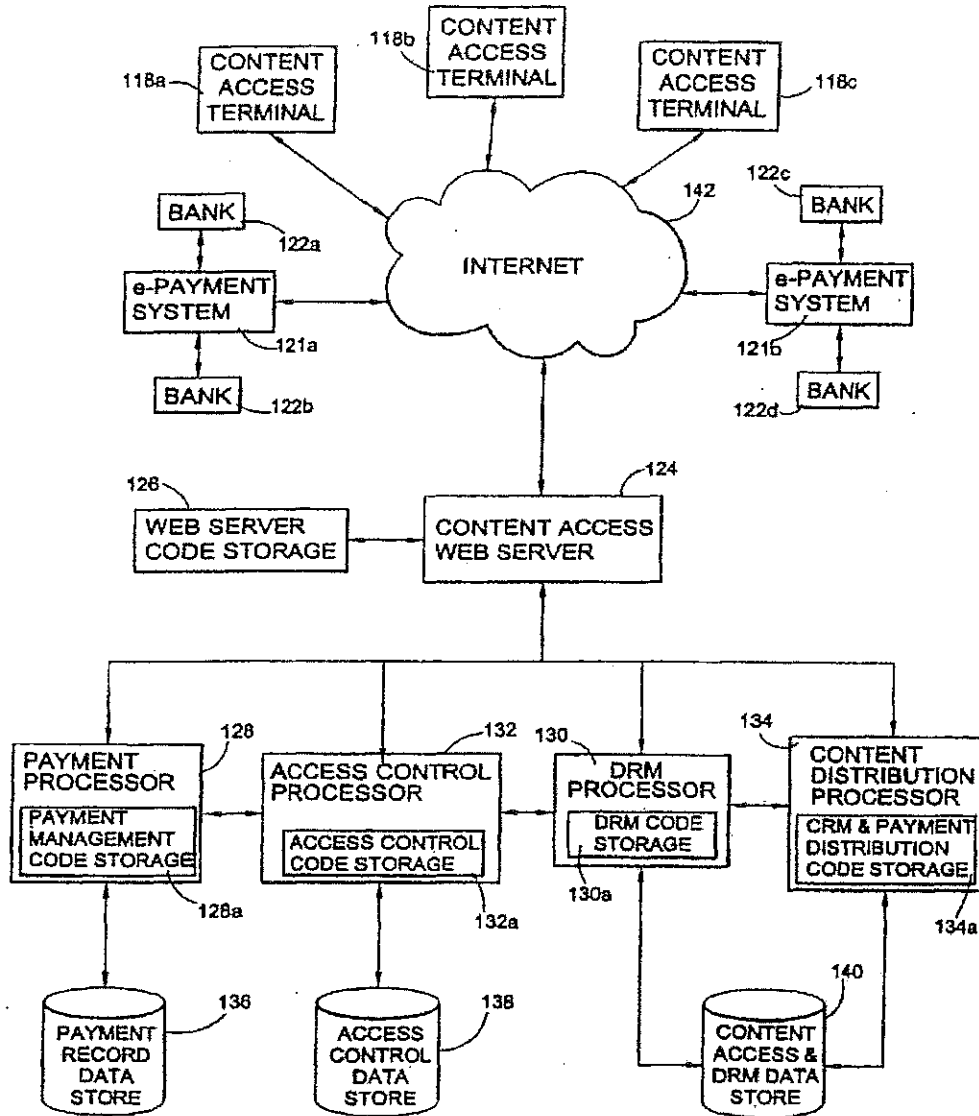 118a
CONTENT
ACCESS
TERMINAL
118b
CONTENT
ACCESS
TERMINAL
CONTENT
ACCESS
TERMINAL
118c
BANK
122a
e-PAYMENT
SYSTEM
121a
BANK
122b
INTERNET
142
122c
BANK
e-PAYMENT
SYSTEM
121b
BANK
122d
126
WEB SERVER
CODE STORAGE
124
CONTENT ACCESS
WEB SERVER
128
PAYMENT
PROCESSOR
PAYMENT
MANAGEMENT
CODE STORAGE
128a
132
ACCESS CONTROL
PROCESSOR
ACCESS CONTROL
CODE STORAGE
132a
130
DRM
PROCESSOR
DRM CODE
STORAGE
130a
134
CONTENT
DISTRIBUTION
PROCESSOR
CRM & PAYMENT
DISTRIBUTION
CODE STORAGE
134a
136
PAYMENT
RECORD
DATA
STORE
138
ACCESS
CONTROL
DATA
STORE
140
CONTENT
ACCESS &
DRM DATA
STORE